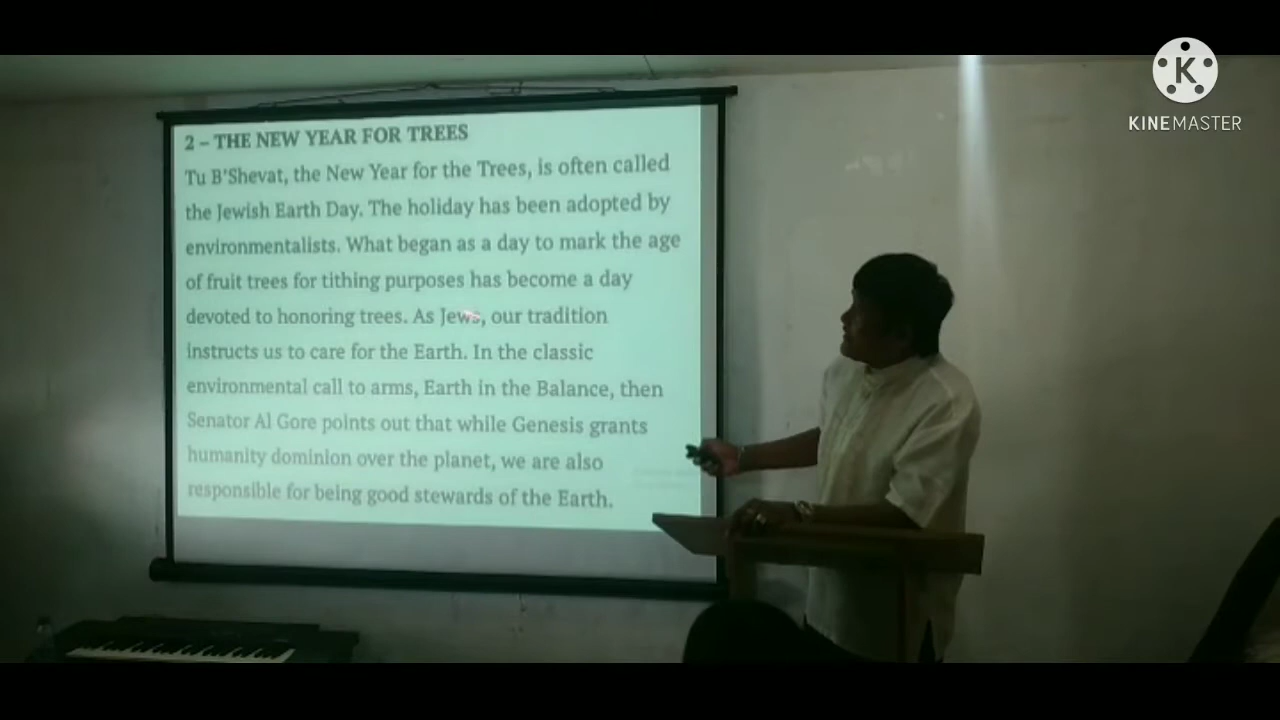 2 – THE NEW YEAR FOR TREES
Tu B'Shevat, the New Year for the Trees, is often called
the Jewish Earth Day. The holiday has been adopted by
environmentalists. What began as a day to mark the age
of fruit trees for tithing purposes has become a day
devoted to honoring trees. As Jews, our tradition
instructs us to care for the Earth. In the classic
environmental call to arms, Earth in the Balance, then
Senator Al Gore points out that while Genesis grants
humanity dominion over the planet, we are also
responsible for being good stewards of the Earth.
K
KINEMASTER